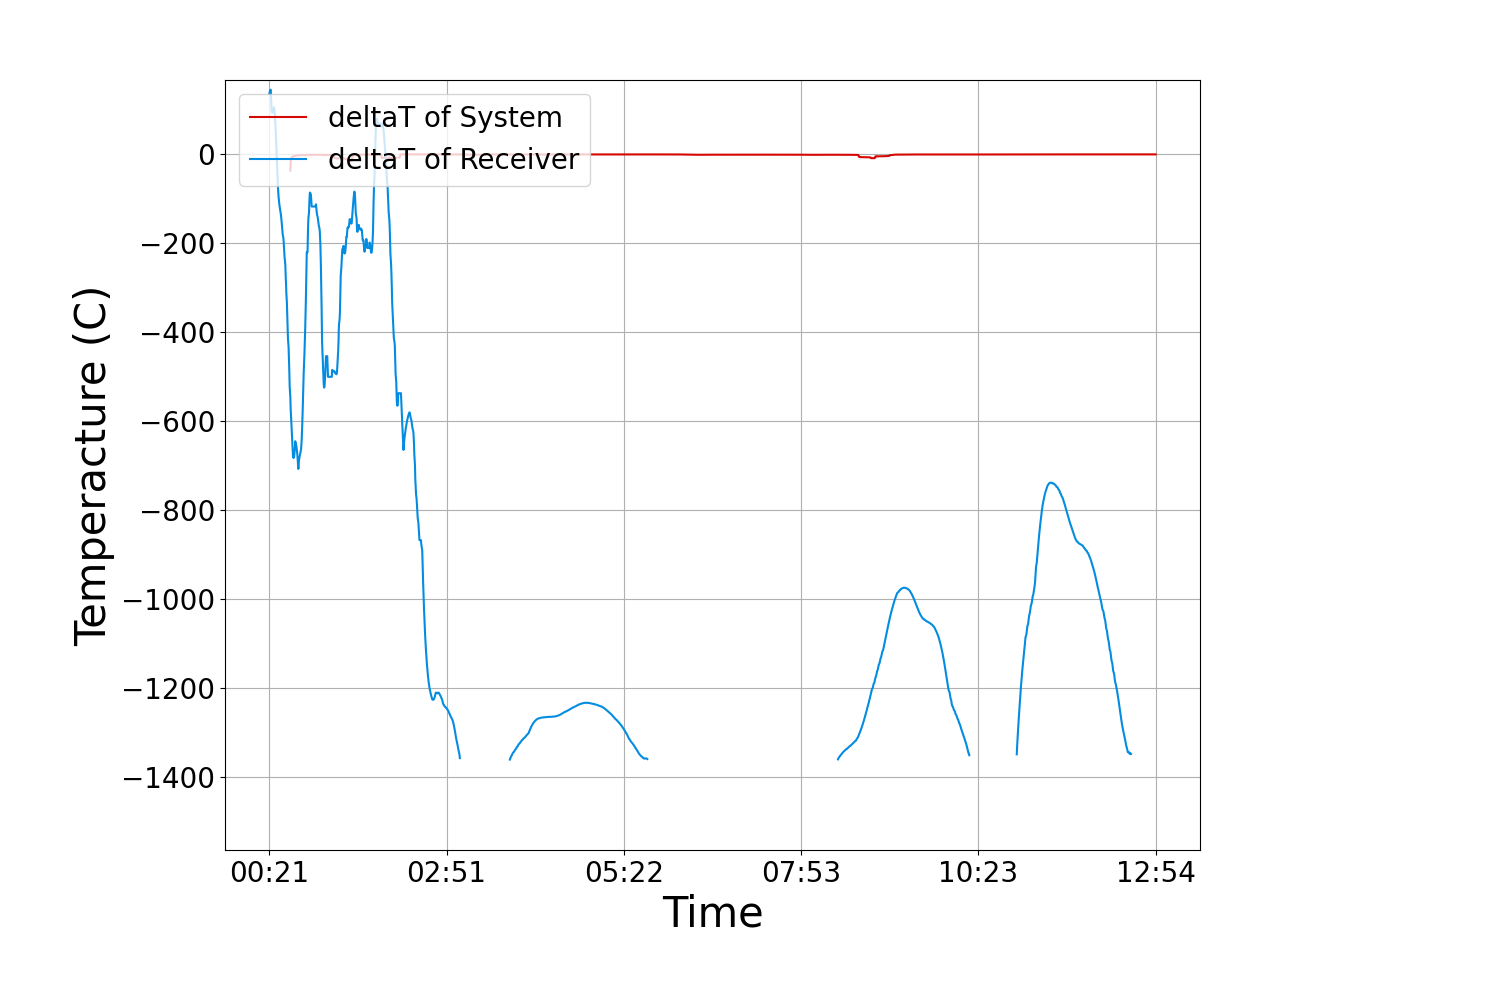 deltaT of System
deltaT of Receiver
0
−200
−400
−600
−800
−1000
−1200
−1400
Temperacture (C)
00:21 02:51 05:22 07:53 10:23 12:54
Time